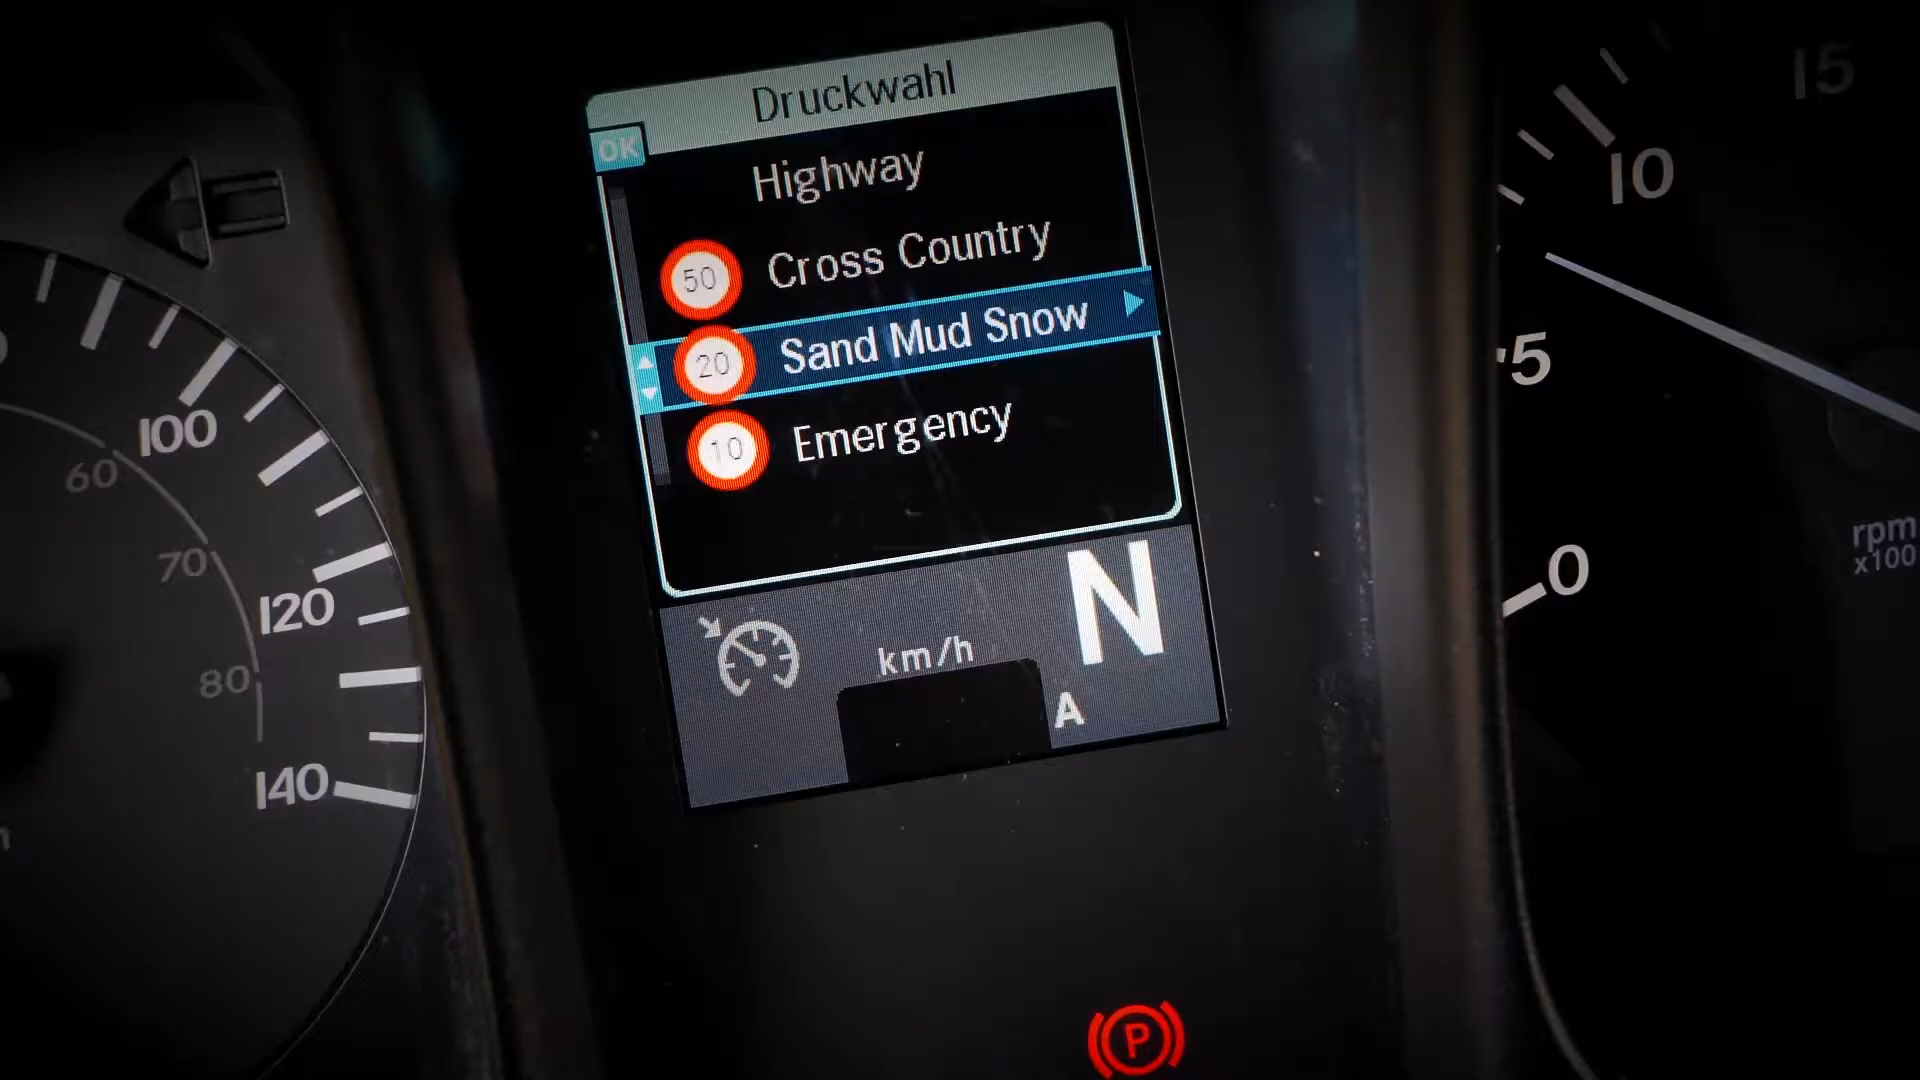 Druckwahl
OK
Highway
50 Cross Country
20 Sand Mud Snow
10 Emergency
km/h
N
A
100
120
140
60
70
80
15
10
5
0
rpm
x100
P